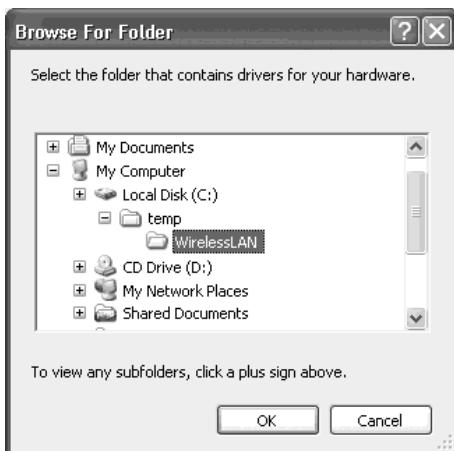 Browse For Folder
Select the folder that contains drivers for your hardware.
My Documents
My Computer
Local Disk (C:)
temp
WirelessLAN
CD Drive (D:)
My Network Places
Shared Documents
To view any subfolders, click a plus sign above.
OK Cancel